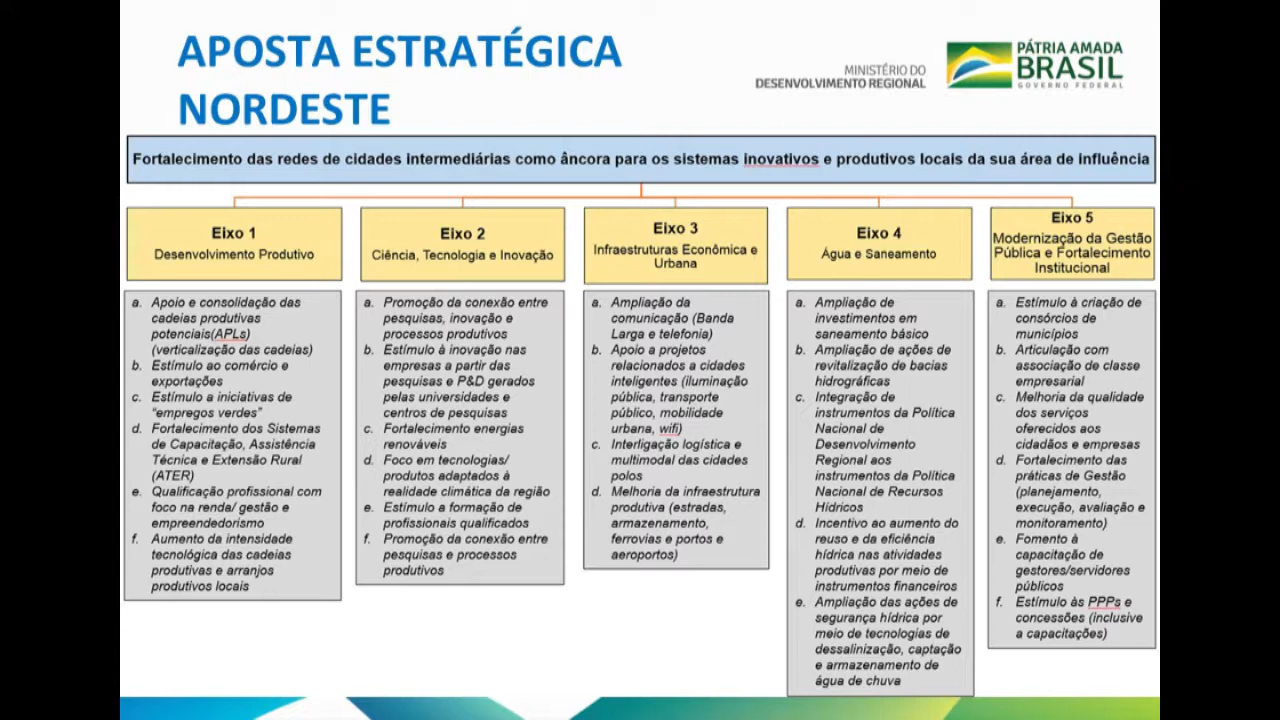 APOSTA ESTRATÉGICA
NORDESTE
MINISTÉRIO DO
DESENVOLVIMENTO REGIONAL
PÁTRIA AMADA
BRASIL
GOVERNO FEDERAL
Fortalecimento das redes de cidades intermediárias como âncora para os sistemas inovativos e produtivos locais da sua área de influência
Eixo 1
Desenvolvimento Produtivo
a. Apoio e consolidação das
cadeias produtivas
potenciais(APLs)
(verticalização das cadeias)
b. Estímulo ao comércio e
exportações
c. Estímulo a iniciativas de
“empregos verdes”
d. Fortalecimento dos Sistemas
de Capacitação, Assistência
Técnica e Extensão Rural
(ATER)
e. Qualificação profissional com
foco na renda/ gestão e
empreendedorismo
f. Aumento da intensidade
tecnológica das cadeias
produtivas e arranjos
produtivos locais
Eixo 2
Ciência, Tecnologia e Inovação
a. Promoção da conexão entre
pesquisas, inovação e
processos produtivos
b. Estímulo à inovação nas
empresas a partir das
pesquisas e P&D gerados
pelas universidades e
centros de pesquisas
c. Fortalecimento energias
renováveis
d. Foco em tecnologias/
produtos adaptados à
realidade climática da região
e. Estímulo a formação de
profissionais qualificados
f. Promoção da conexão entre
pesquisas e processos
produtivos
Eixo 3
Infraestruturas Econômica e
Urbana
a. Ampliação da
comunicação (Banda
Larga e telefonia)
b. Apoio a projetos
relacionados a cidades
inteligentes (iluminação
pública, transporte
público, mobilidade
urbana, wifi)
c. Interligação logística e
multimodal das cidades
polos
d. Melhoria da infraestrutura
produtiva (estradas,
armazenamento,
ferrovias e portos e
aeroportos)
Eixo 4
Água e Saneamento
a. Ampliação de
investimentos em
saneamento básico
b. Ampliação de ações de
revitalização de bacias
hidrográficas
c. Integração de
instrumentos da Política
Nacional de
Desenvolvimento
Regional aos
instrumentos da Política
Nacional de Recursos
Hídricos
d. Incentivo ao aumento do
reuso e da eficiência
hídrica nas atividades
produtivas por meio de
instrumentos financeiros
e. Ampliação das ações de
segurança hídrica por
meio de tecnologias de
dessalinização, captação
e armazenamento de
água de chuva
Eixo 5
Modernização da Gestão
Pública e Fortalecimento
Institucional
a. Estímulo à criação de
consórcios de
municípios
b. Articulação com
associação de classe
empresarial
c. Melhoria da qualidade
dos serviços
oferecidos aos
cidadãos e empresas
d. Fortalecimento das
práticas de Gestão
(planejamento,
execução, avaliação e
monitoramento)
e. Fomento à
capacitação de
gestores/servidores
públicos
f. Estímulo às PPPs e
concessões (inclusive
a capacitações)